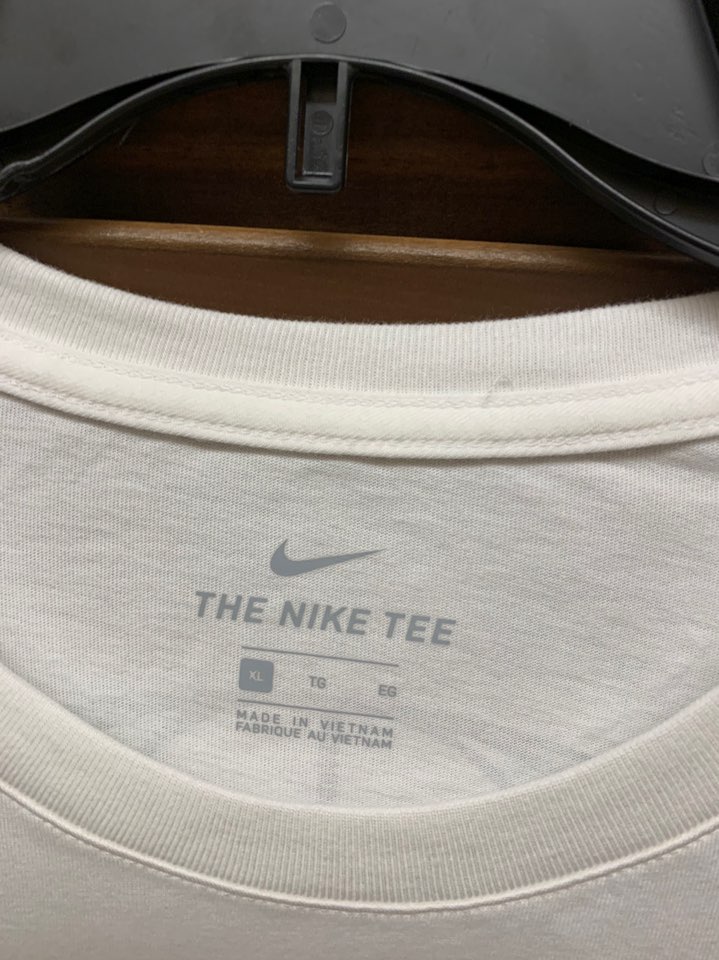 THE NIKE TEE
XL TG EG
MADE IN VIETNAM
FABRIQUE AU VIETNAM